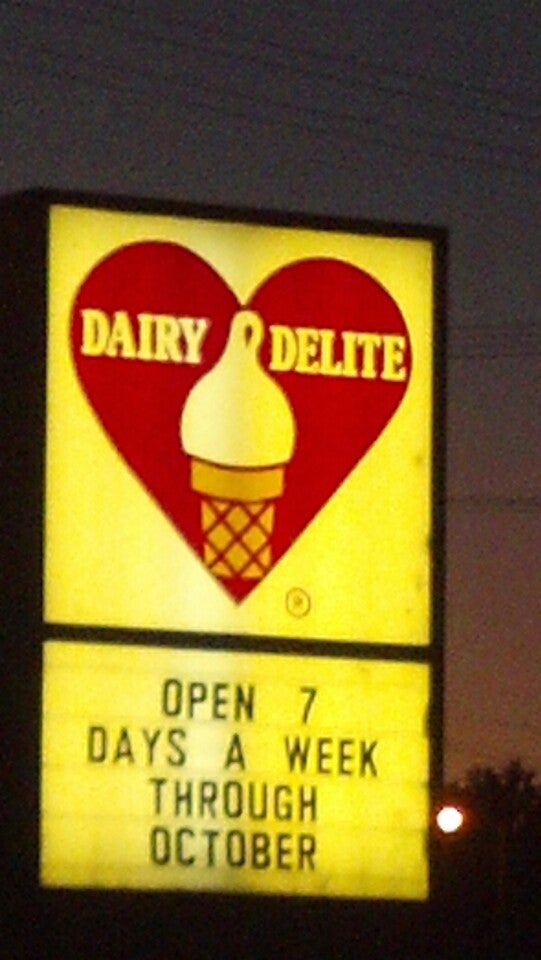 DAIRY DELITE
®
OPEN 7
DAYS A WEEK
THROUGH
OCTOBER